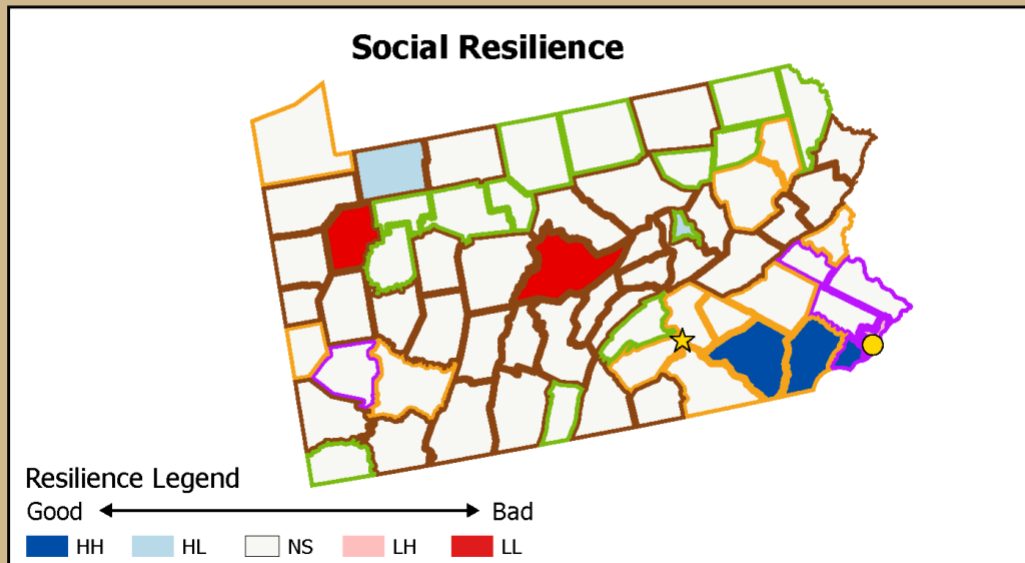 Social Resilience
Resilience Legend
Good Bad
HH HL NS LH LL